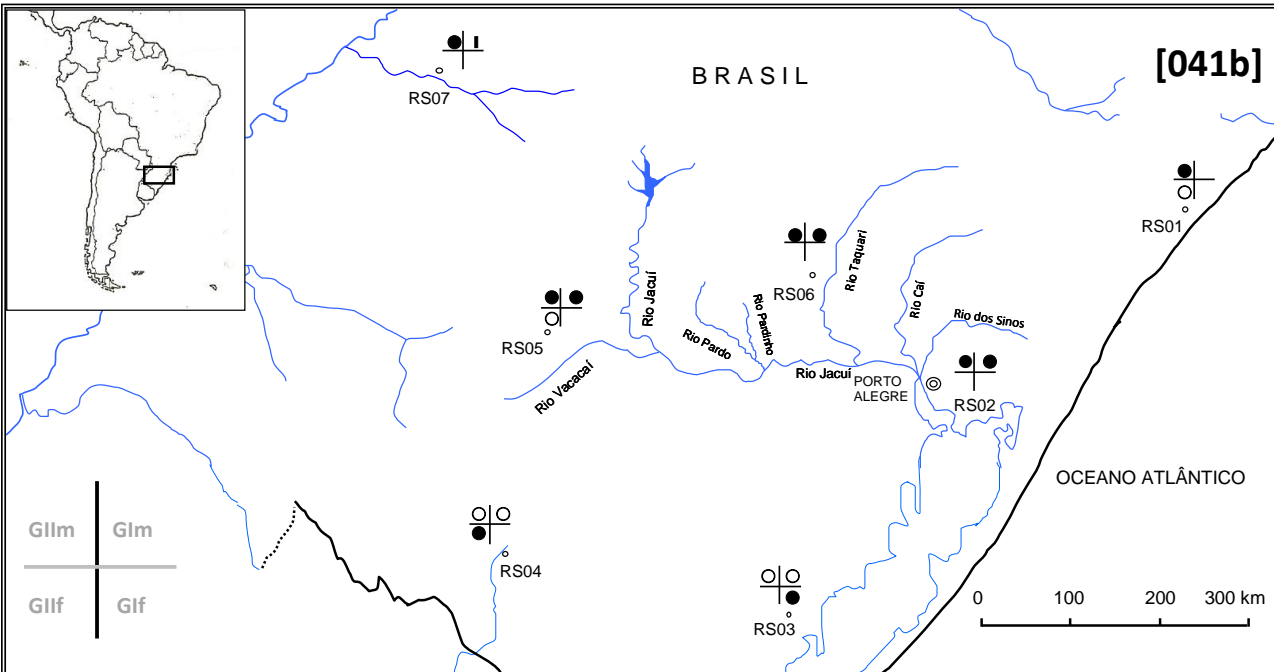 [041b]
BRASIL
RS07
RS01
Rio Taquari
RS06
Rio Caí
Rio Jacuí
Rio Pardinho
Rio dos Sinos
RS05
Rio Pardo
Rio Vacacaí
Rio Jacuí
PORTO
ALEGRE
RS02
OCEANO ATLÂNTICO
GIIm GIm
GIIf GIf
RS04
RS03
0 100 200 300 km